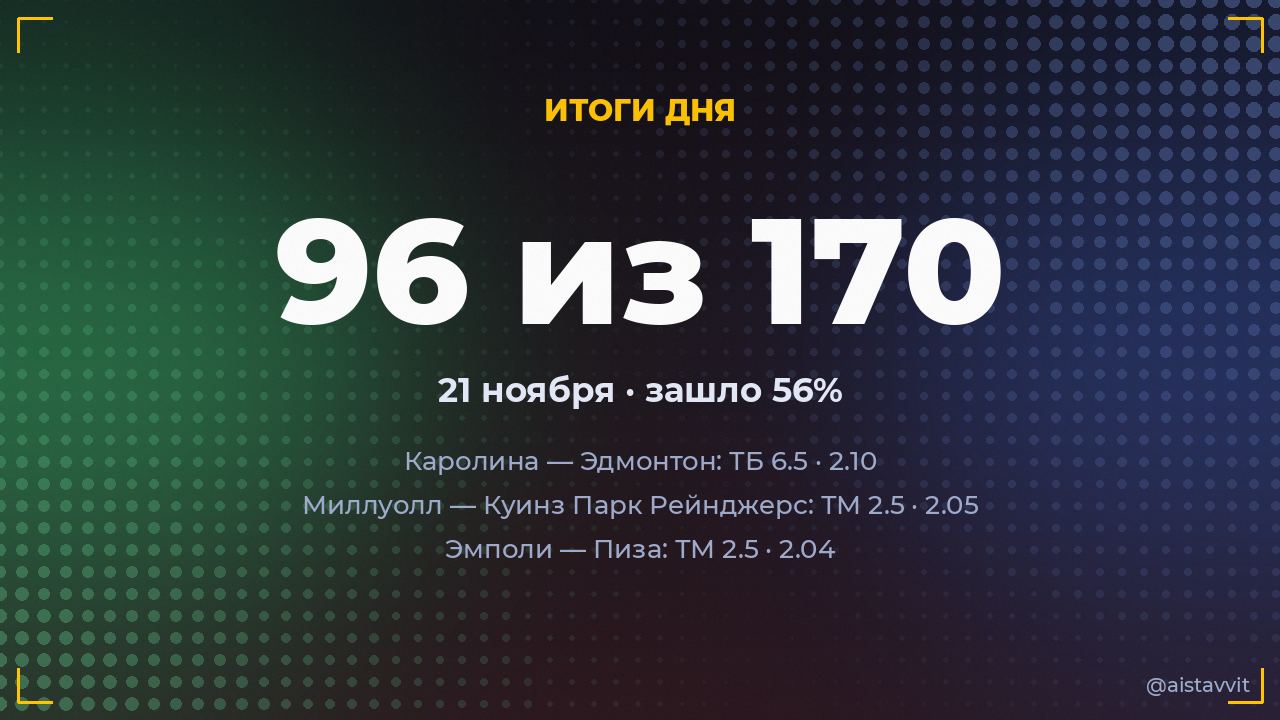 ИТОГИ ДНЯ
96 из 170
21 ноября · зашло 56%
Каролина — Эдмонтон: ТБ 6.5 · 2.10
Миллуолл — Куинз Парк Рейнджерс: ТМ 2.5 · 2.05
Эмполи — Пиза: ТМ 2.5 · 2.04
@aistavvit